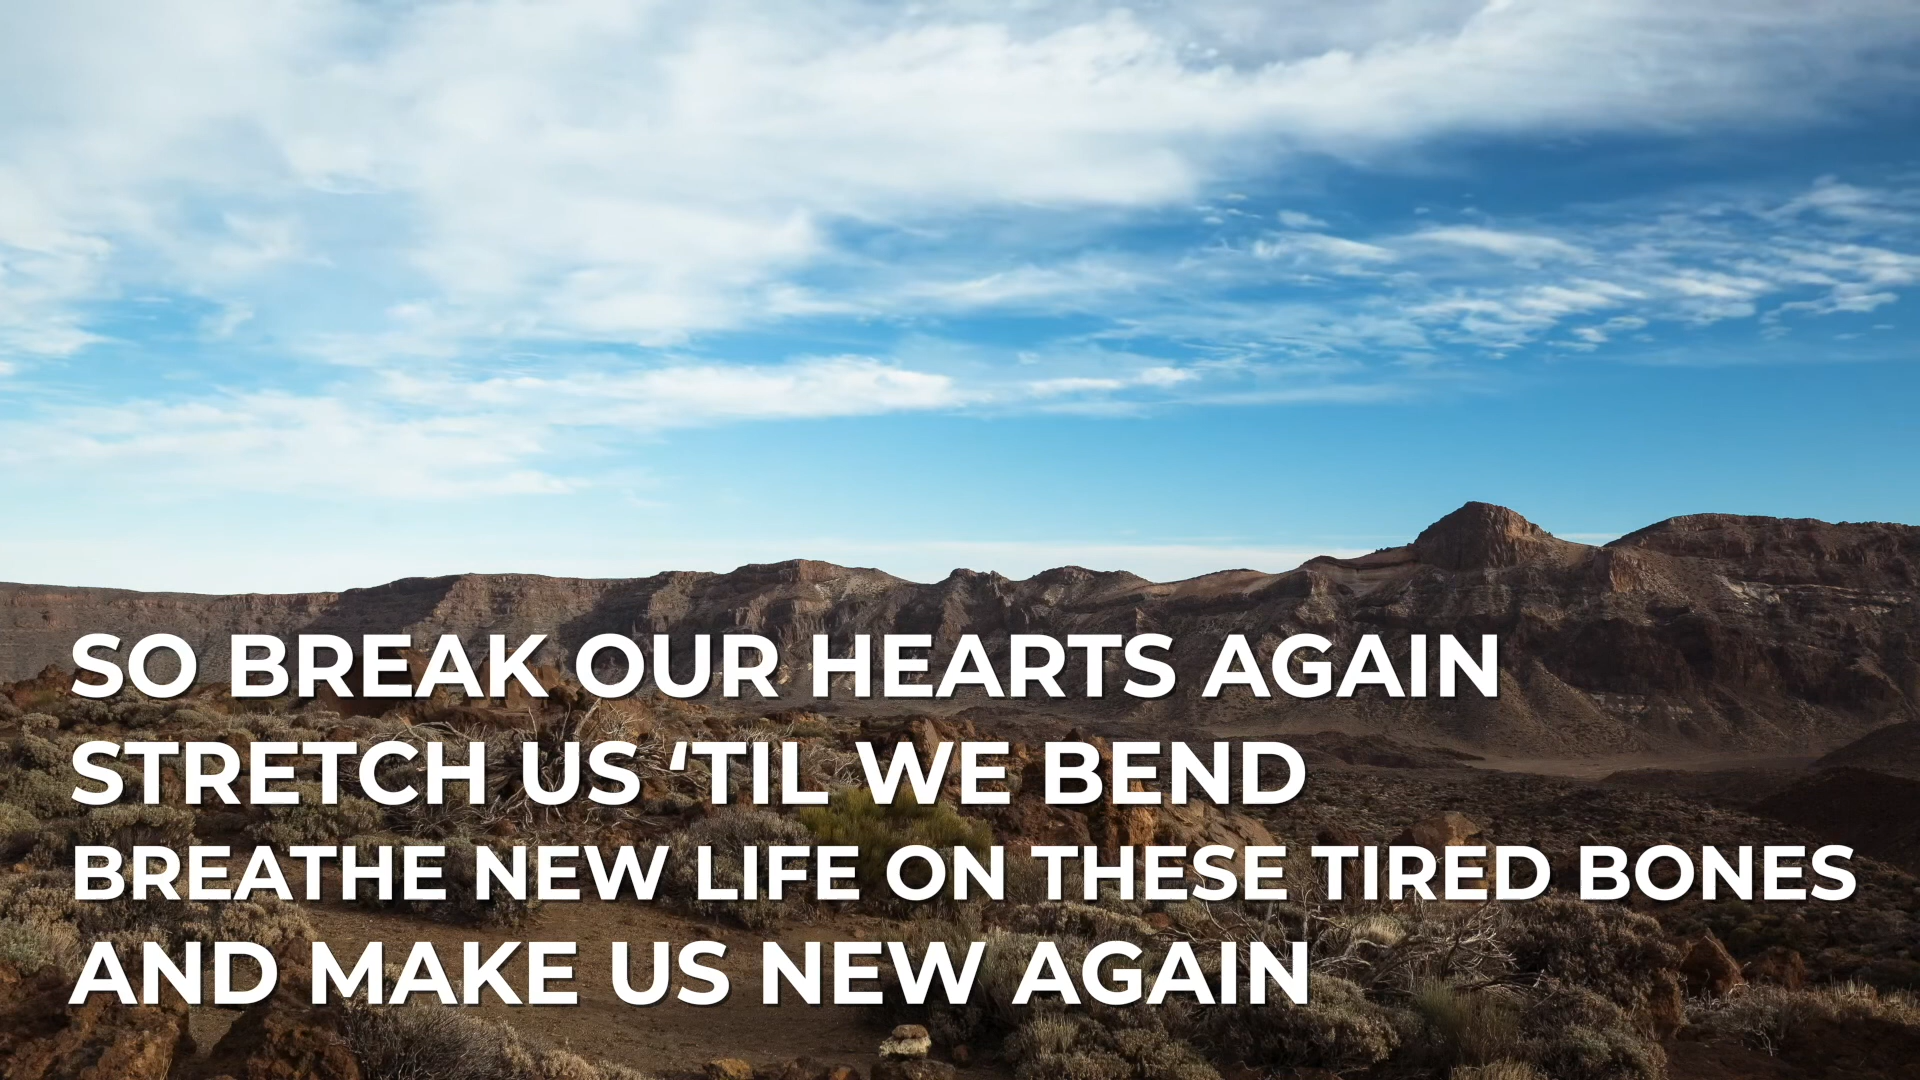 SO BREAK OUR HEARTS AGAIN
STRETCH US ‘TIL WE BEND
BREATHE NEW LIFE ON THESE TIRED BONES
AND MAKE US NEW AGAIN